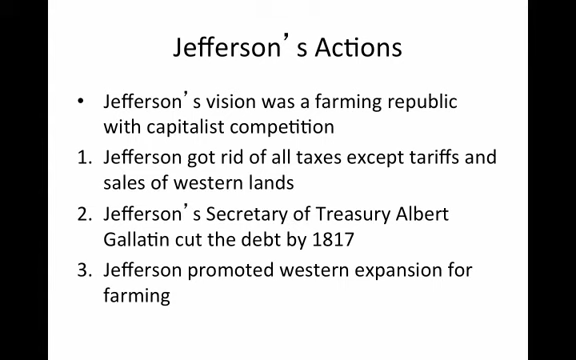 Jefferson’s Actions
• Jefferson’s vision was a farming republic
with capitalist competition
1. Jefferson got rid of all taxes except tariffs and
sales of western lands
2. Jefferson’s Secretary of Treasury Albert
Gallatin cut the debt by 1817
3. Jefferson promoted western expansion for
farming